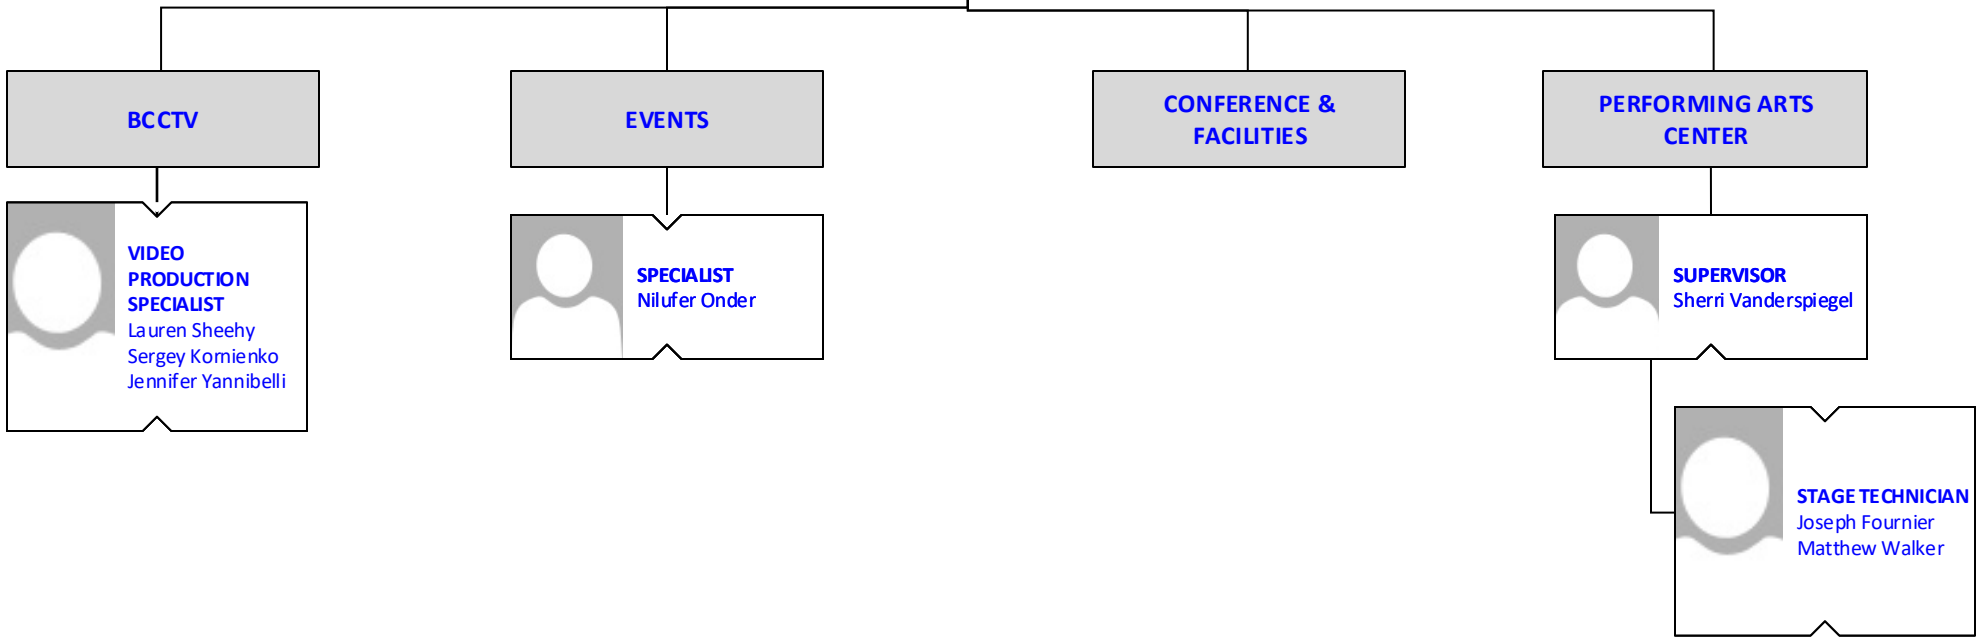 BCCTV
EVENTS
CONFERENCE &
FACILITIES
PERFORMING ARTS
CENTER
VIDEO
PRODUCTION
SPECIALIST
Lauren Sheehy
Sergey Kornienko
Jennifer Yannibelli
SPECIALIST
Nilufer Onder
SUPERVISOR
Sherri Vanderspiegel
STAGE TECHNICIAN
Joseph Fournier
Matthew Walker